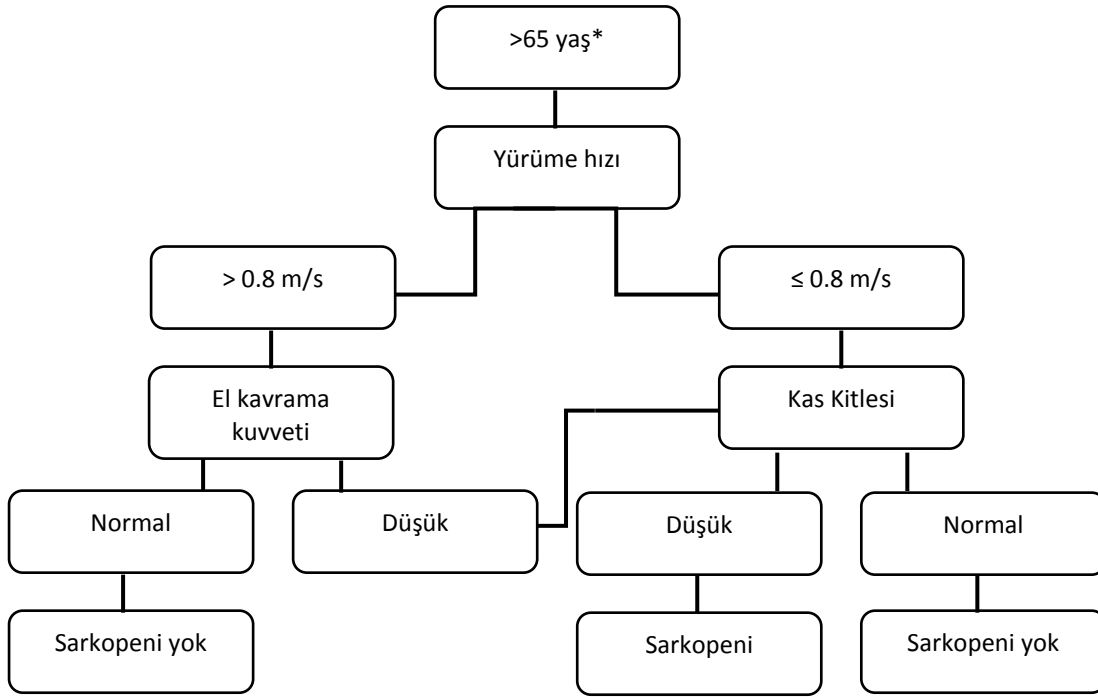 >65 yaş*
Yürüme hızı
> 0.8 m/s
≤ 0.8 m/s
El kavrama
kuvveti
Kas Kitlesi
Normal
Düşük
Düşük
Normal
Sarkopeni yok
Sarkopeni
Sarkopeni yok